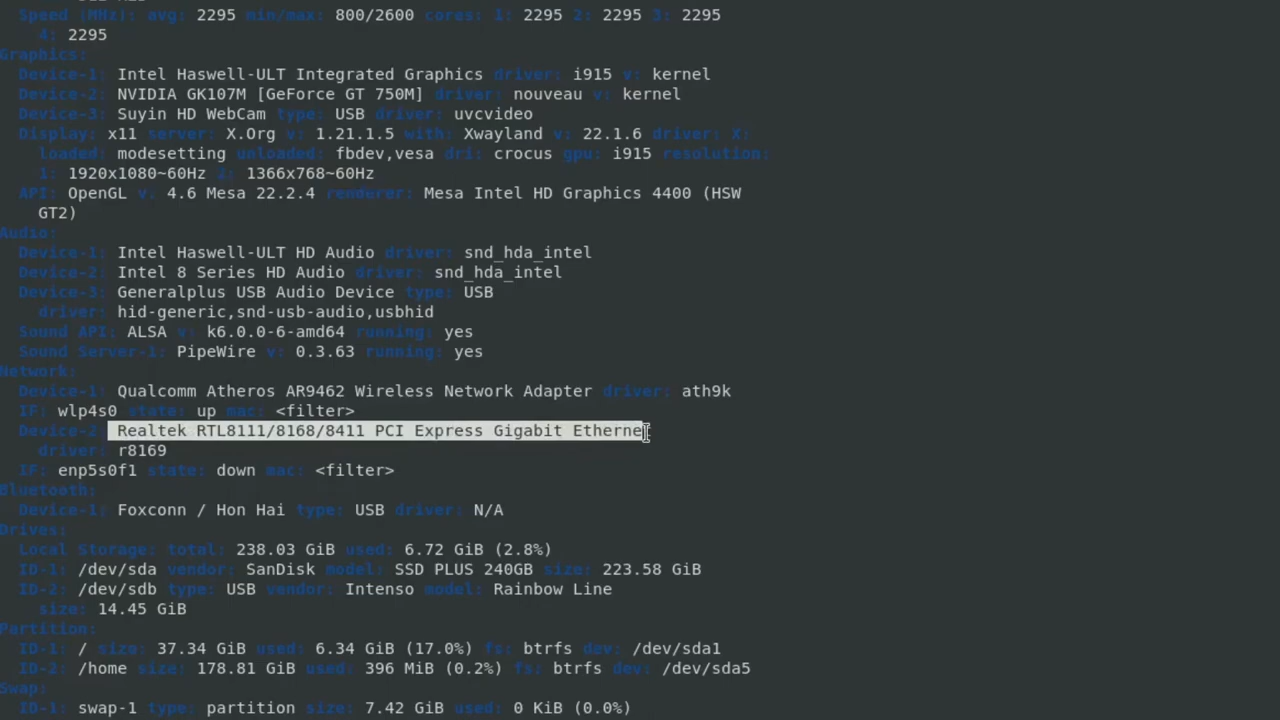 Speed (MHz): avg: 2295 min/max: 800/2600 cores: 1: 2295 2: 2295 3: 2295
4: 2295
Graphics:
Device-1: Intel Haswell-ULT Integrated Graphics driver: i915 v: kernel
Device-2: NVIDIA GK107M [GeForce GT 750M] driver: nouveau v: kernel
Device-3: Suyin HD WebCam type: USB driver: uvcvideo
Display: x11 server: X.Org v: 1.21.1.5 with: Xwayland v: 22.1.6 driver: X:
loaded: modesetting unloaded: fbdev,vesa dri: crocus gpu: i915 resolution:
1: 1920x1080~60Hz 2: 1366x768~60Hz
API: OpenGL v: 4.6 Mesa 22.2.4 renderer: Mesa Intel HD Graphics 4400 (HSW
GT2)
Audio:
Device-1: Intel Haswell-ULT HD Audio driver: snd_hda_intel
Device-2: Intel 8 Series HD Audio driver: snd_hda_intel
Device-3: Generalplus USB Audio Device type: USB
driver: hid-generic,snd-usb-audio,usbhid
Sound API: ALSA v: k6.0.0-6-amd64 running: yes
Sound Server-1: PipeWire v: 0.3.63 running: yes
Network:
Device-1: Qualcomm Atheros AR9462 Wireless Network Adapter driver: ath9k
IF: wlp4s0 state: up mac: <filter>
Device-2: Realtek RTL8111/8168/8411 PCI Express Gigabit Etherne
driver: r8169
IF: enp5s0f1 state: down mac: <filter>
Bluetooth:
Device-1: Foxconn / Hon Hai type: USB driver: N/A
Drives:
Local Storage: total: 238.03 GiB used: 6.72 GiB (2.8%)
ID-1: /dev/sda vendor: SanDisk model: SSD PLUS 240GB size: 223.58 GiB
ID-2: /dev/sdb type: USB vendor: Intenso model: Rainbow Line
size: 14.45 GiB
Partition:
ID-1: / size: 37.34 GiB used: 6.34 GiB (17.0%) fs: btrfs dev: /dev/sda1
ID-2: /home size: 178.81 GiB used: 396 MiB (0.2%) fs: btrfs dev: /dev/sda5
Swap:
ID-1: swap-1 type: partition size: 7.42 GiB used: 0 KiB (0.0%)